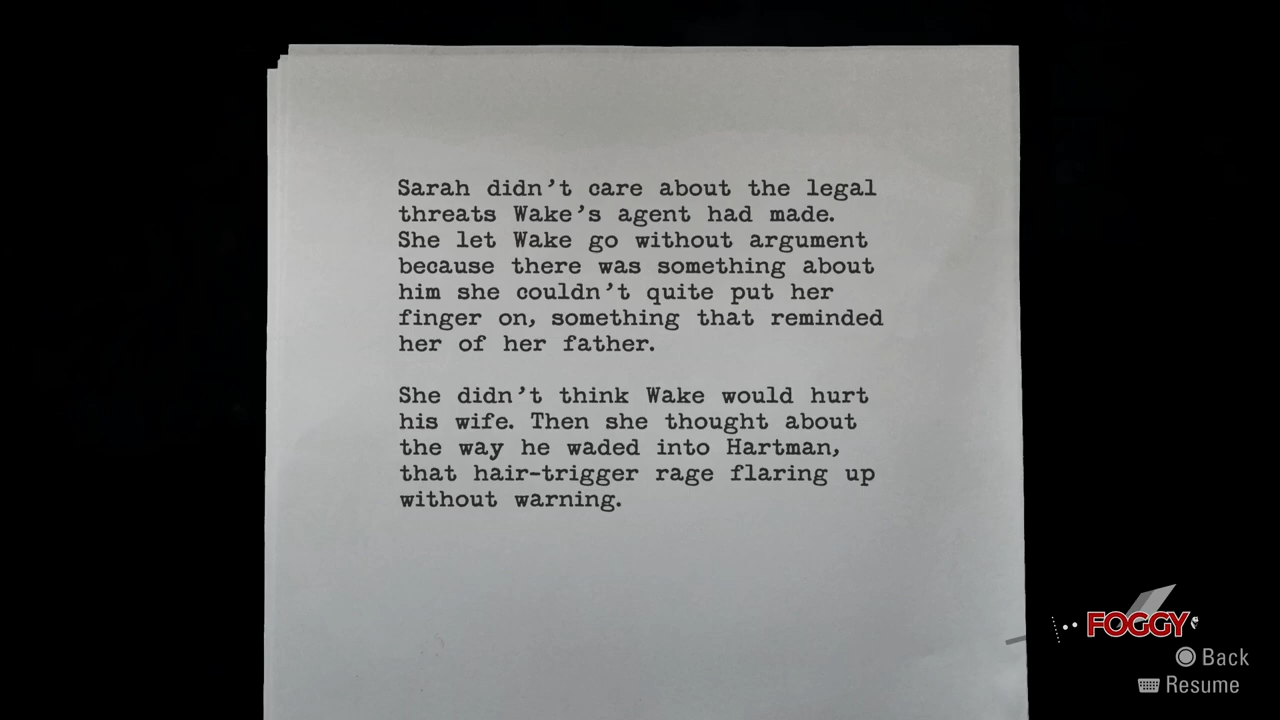 Sarah didn’t care about the legal
threats Wake’s agent had made.
She let Wake go without argument
because there was something about
him she couldn’t quite put her
finger on, something that reminded
her of her father.
She didn’t think Wake would hurt
his wife. Then she thought about
the way he waded into Hartman,
that hair-trigger rage flaring up
without warning.
FOGGY
Back
Resume